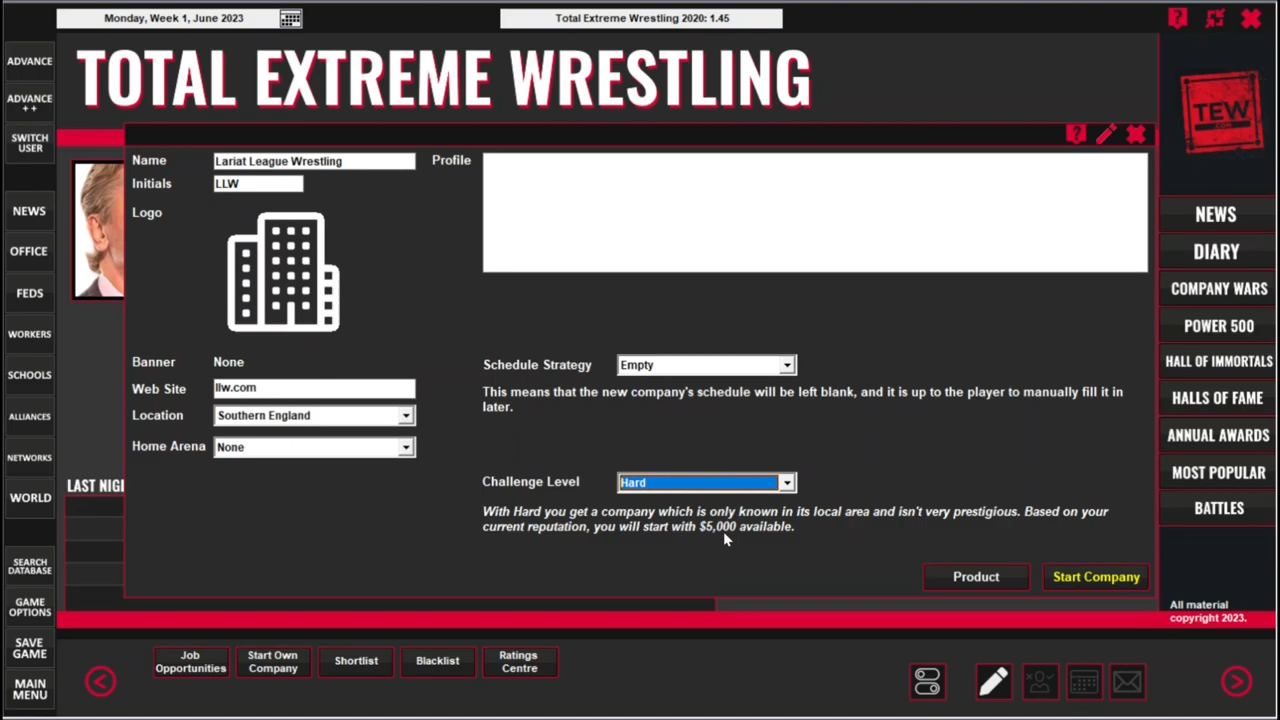 Monday, Week 1, June 2023
Total Extreme Wrestling 2020: 1.45
TOTAL EXTREME WRESTLING
ADVANCE
ADVANCE
++
SWITCH
USER
NEWS
OFFICE
FEDS
WORKERS
SCHOOLS
ALLIANCES
NETWORKS
WORLD
SEARCH
DATABASE
GAME
OPTIONS
SAVE
GAME
MAIN
MENU
Name
Lariat League Wrestling
Profile
Initials
LLW
Logo
Banner
None
Web Site
llw.com
Location
Southern England
Home Arena
None
Schedule Strategy
Empty
This means that the new company's schedule will be left blank, and it is up to the player to manually fill it in
later.
Challenge Level
Hard
With Hard you get a company which is only known in its local area and isn't very prestigious. Based on your
current reputation, you will start with $5,000 available.
Product
Start Company
LAST NIG
TEW
.COM
NEWS
DIARY
COMPANY WARS
POWER 500
HALL OF IMMORTALS
HALLS OF FAME
ANNUAL AWARDS
MOST POPULAR
BATTLES
All material
copyright 2023.
Job
Opportunities
Start Own
Company
Shortlist
Blacklist
Ratings
Centre